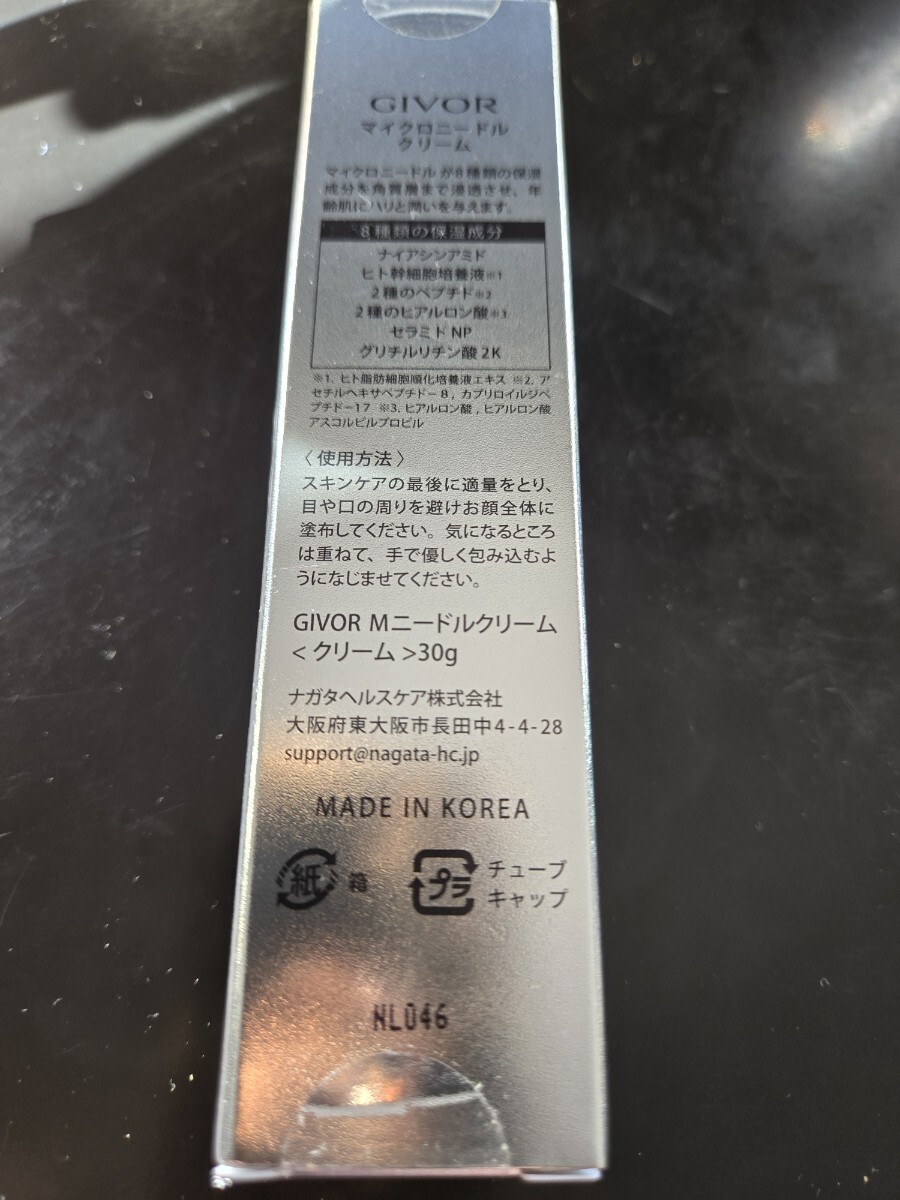 GIVOR
マイクロニードル
クリーム
マイクロニードルが8種類の保湿
成分を角質層まで浸透させ、年
齢肌にハリと潤いを与えます。
8種類の保湿成分
ナイアシンアミド
ヒト幹細胞培養液※1
2種のペプチド※2
2種のヒアルロン酸※3
セラミド NP
グリチルリチン酸 2K
※1. ヒト脂肪細胞順化培養液エキス ※2. ア
セチルヘキサペプチド－8 , カプリロイルジペ
プチド－17 ※3. ヒアルロン酸 , ヒアルロン酸
アスコルビルプロピル
〈 使用方法 〉
スキンケアの最後に適量をとり、
目や口の周りを避けお顔全体に
塗布してください。気になるところ
は重ねて、手で優しく包み込むよ
うになじませてください。
GIVOR Mニードルクリーム
< クリーム >30g
ナガタヘルスケア株式会社
大阪府東大阪市長田中4-4-28
support@nagata-hc.jp
MADE IN KOREA
紙 箱
プラ チューブ
キャップ
NL046